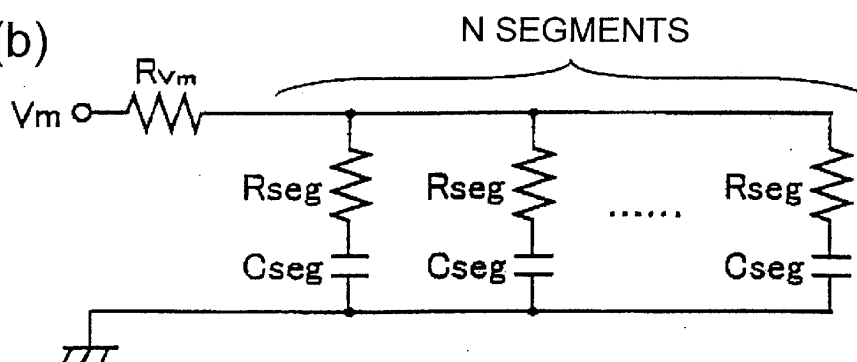 (b)
N SEGMENTS
Rvm
Vm
Rseg Rseg Rseg
......
Cseg Cseg Cseg